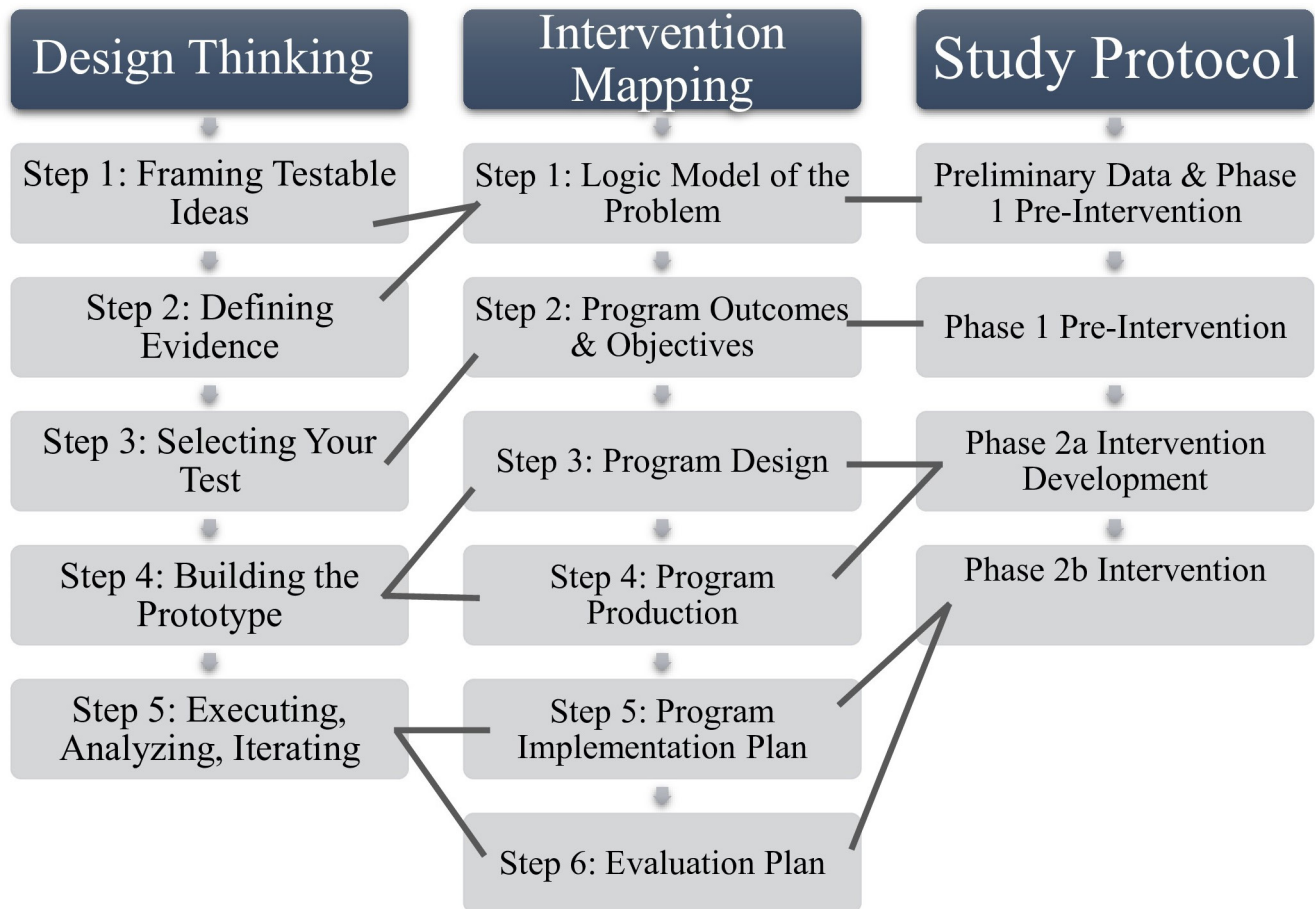 Design Thinking
Step 1: Framing Testable
Ideas
Step 2: Defining
Evidence
Step 3: Selecting Your
Test
Step 4: Building the
Prototype
Step 5: Executing,
Analyzing, Iterating
Intervention
Mapping
Step 1: Logic Model of the
Problem
Step 2: Program Outcomes
& Objectives
Step 3: Program Design
Step 4: Program
Production
Step 5: Program
Implementation Plan
Step 6: Evaluation Plan
Study Protocol
Preliminary Data & Phase
1 Pre-Intervention
Phase 1 Pre-Intervention
Phase 2a Intervention
Development
Phase 2b Intervention